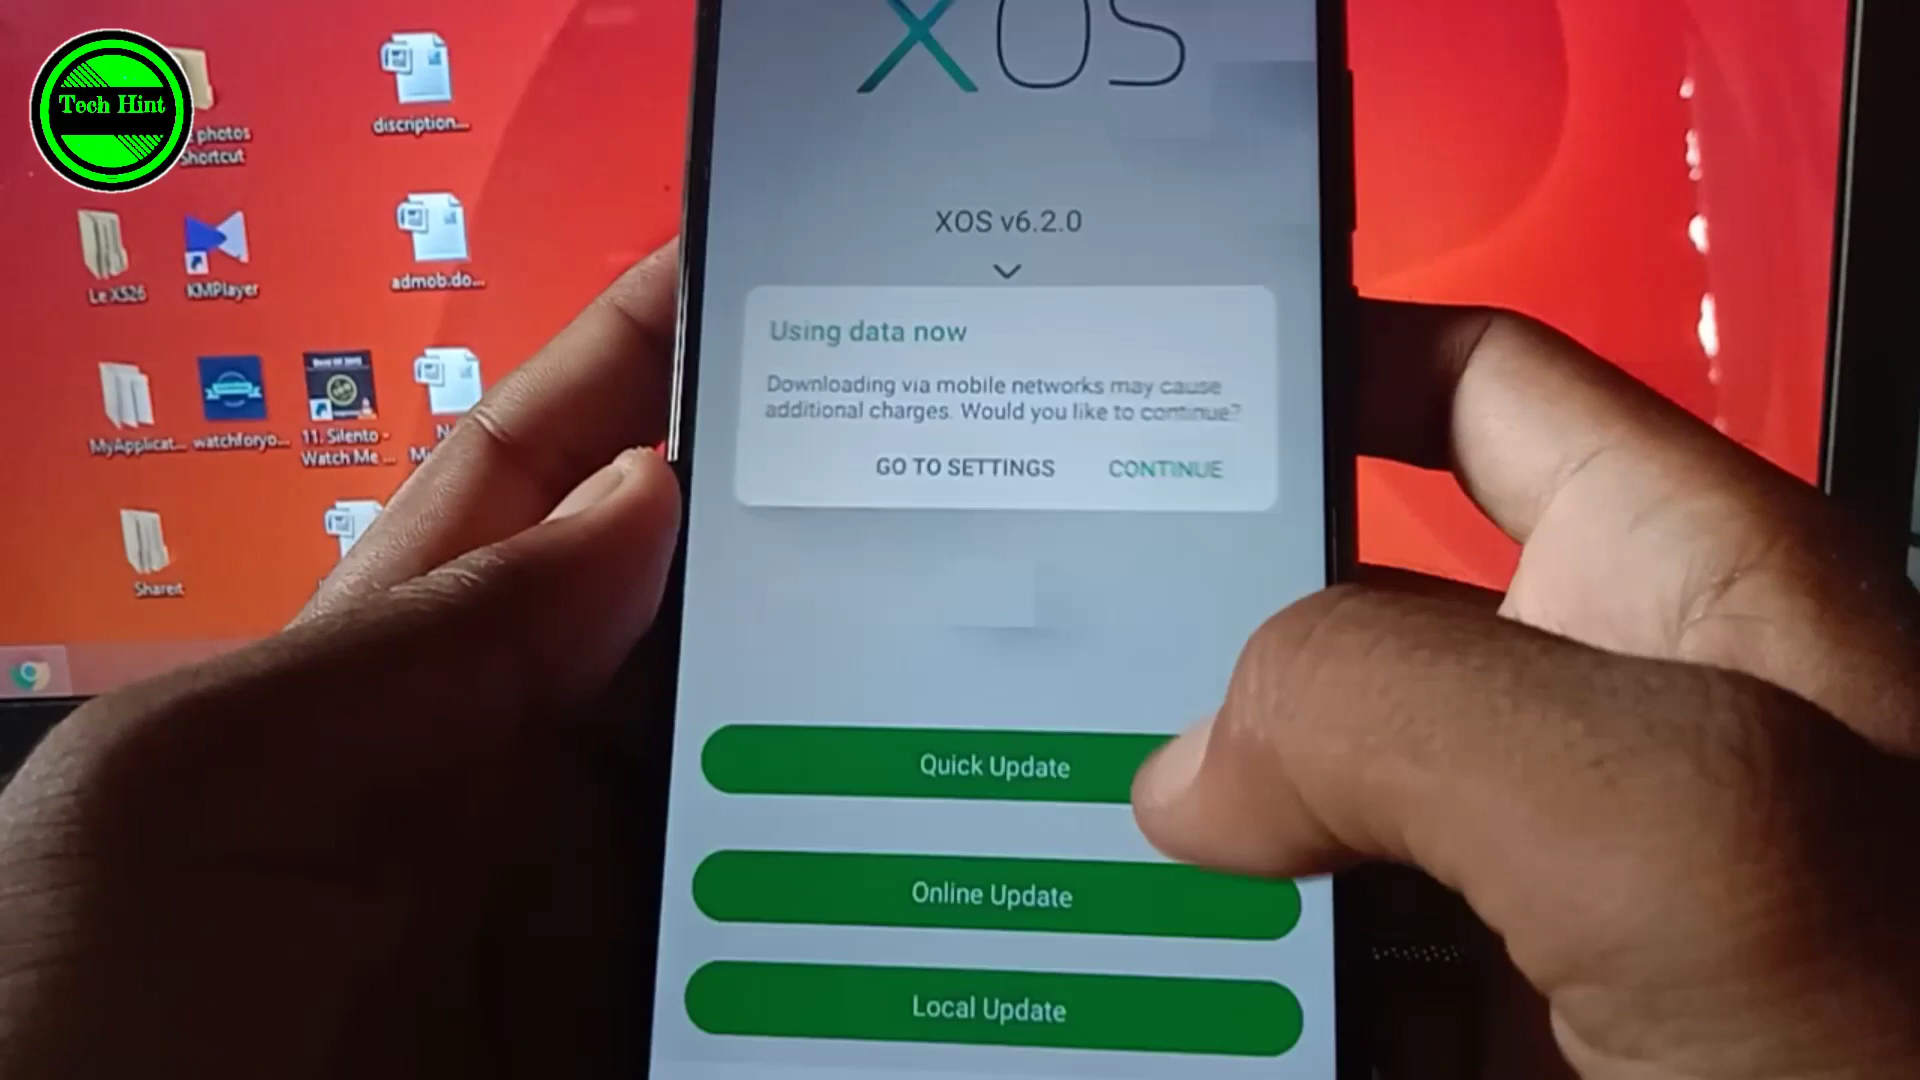 Tech Hint
photos
Shortcut
discription...
Le X526
KMPlayer
admob.do...
MyApplicat...
watchforyo...
11. Silento -
Watch Me ...
Shareit
XOS
XOS v6.2.0
Using data now
Downloading via mobile networks may cause
additional charges. Would you like to continue?
GO TO SETTINGS
CONTINUE
Quick Update
Online Update
Local Update